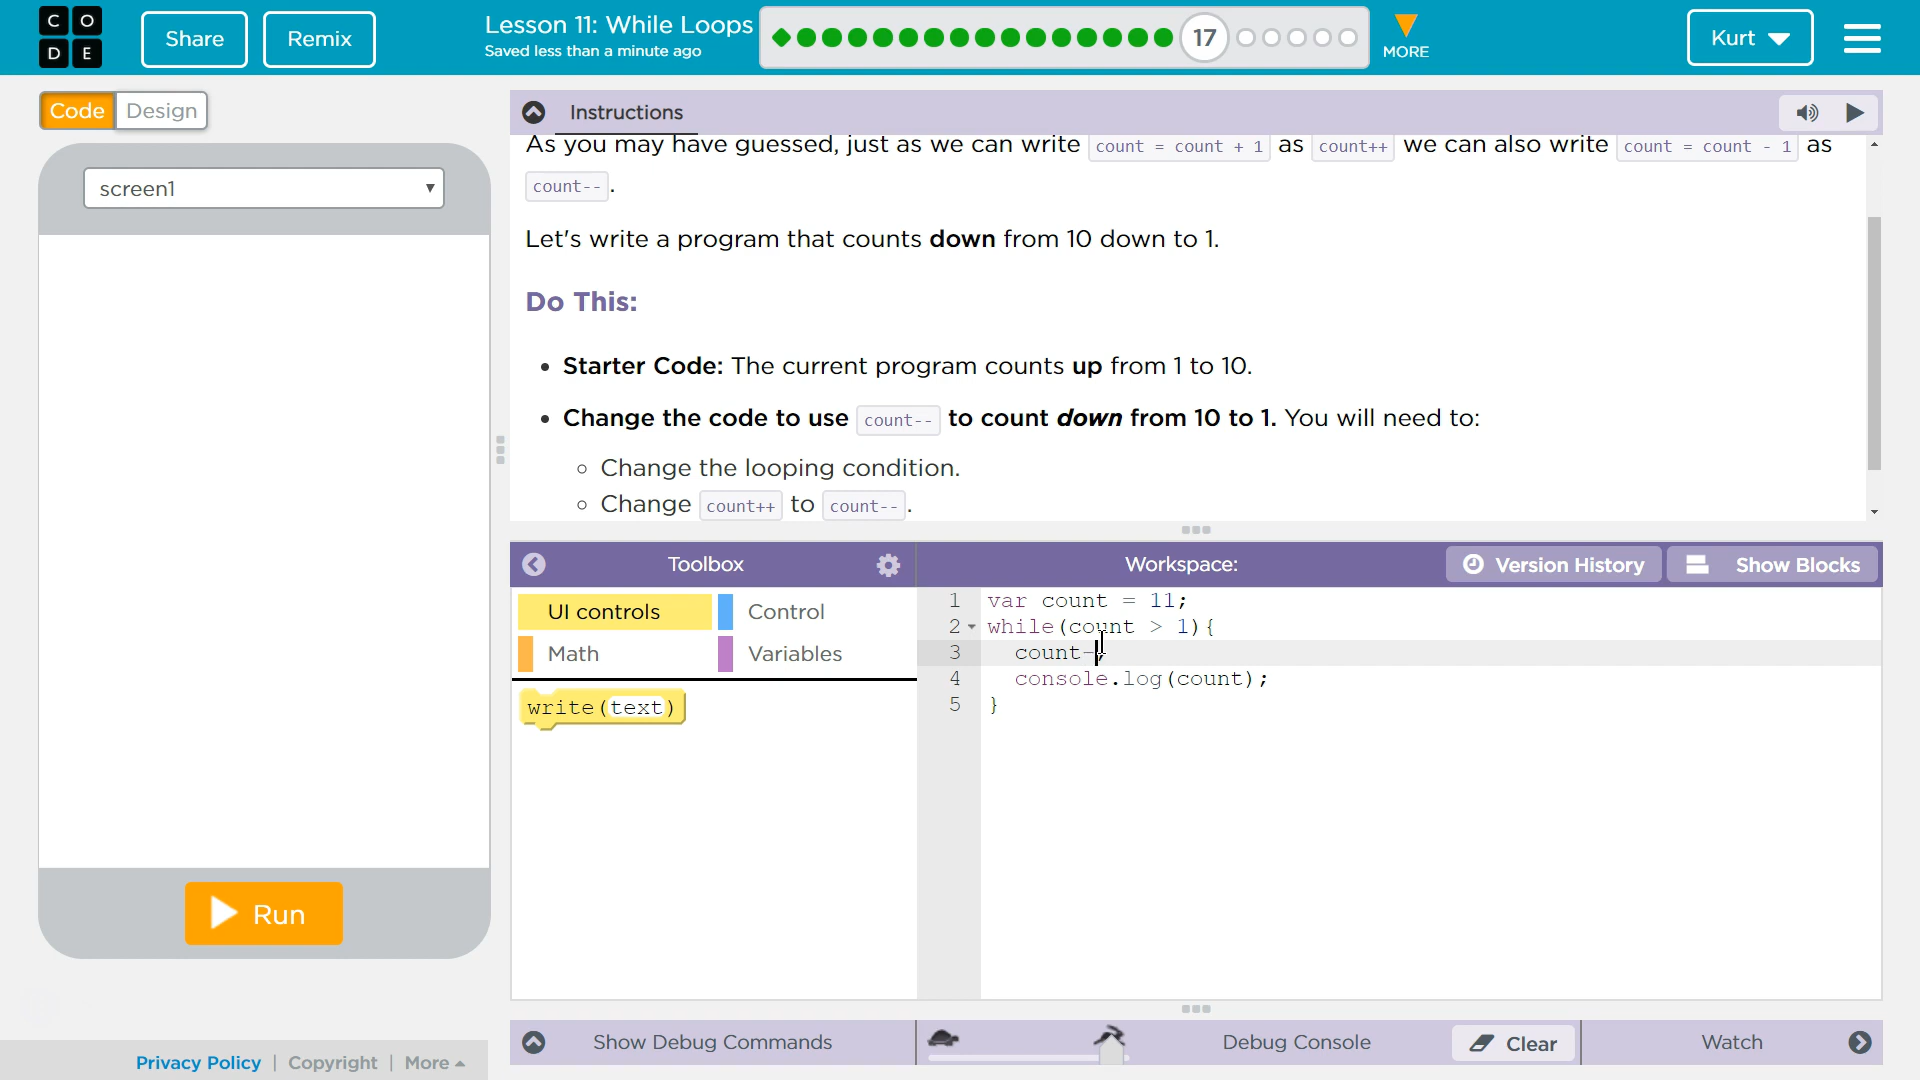 C O
D E
Share
Remix
Lesson 11: While Loops
Saved less than a minute ago
17
MORE
Kurt
Code
Design
Instructions
screen1
As you may have guessed, just as we can write count = count + 1 as count++ we can also write count = count - 1 as
count-- .
Let's write a program that counts down from 10 down to 1.
Do This:
Starter Code: The current program counts up from 1 to 10.
Change the code to use count-- to count down from 10 to 1. You will need to:
Change the looping condition.
Change count++ to count-- .
Toolbox
Workspace:
Version History
Show Blocks
UI controls
Control
Math
Variables
write(text)
1 var count = 11;
2 while(count > 1){
3 count-;
4 console.log(count);
5 }
Run
Show Debug Commands
Debug Console
Clear
Watch
Privacy Policy | Copyright | More